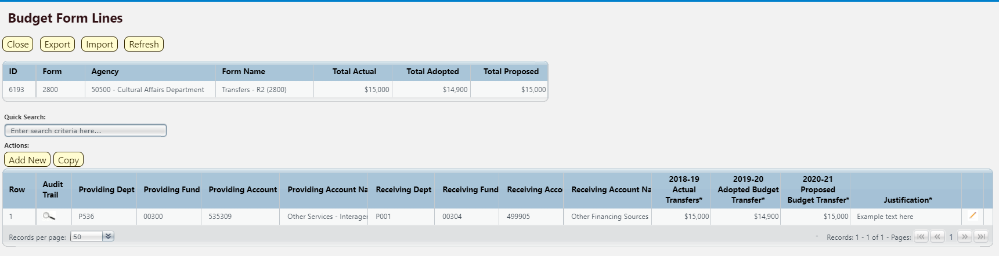 Budget Form Lines
Close Export Import Refresh
ID Form Agency Form Name Total Actual Total Adopted Total Proposed
6193 2800 50500 - Cultural Affairs Department Transfers - R2 (2800) $15,000 $14,900 $15,000
Quick Search:
Enter search criteria here...
Actions:
Add New Copy
Row Audit Trail Providing Dept Providing Fund Providing Account Providing Account Na Receiving Dept Receiving Fund Receiving Acco Receiving Account Na 2018-19 Actual Transfers* 2019-20 Adopted Budget Transfer* 2020-21 Proposed Budget Transfer* Justification*
1 P536 00300 535309 Other Services - Interager P001 00304 499905 Other Financing Sources $15,000 $14,900 $15,000 Example text here
Records per page: 50 - Records: 1 - 1 of 1 - Pages: 1